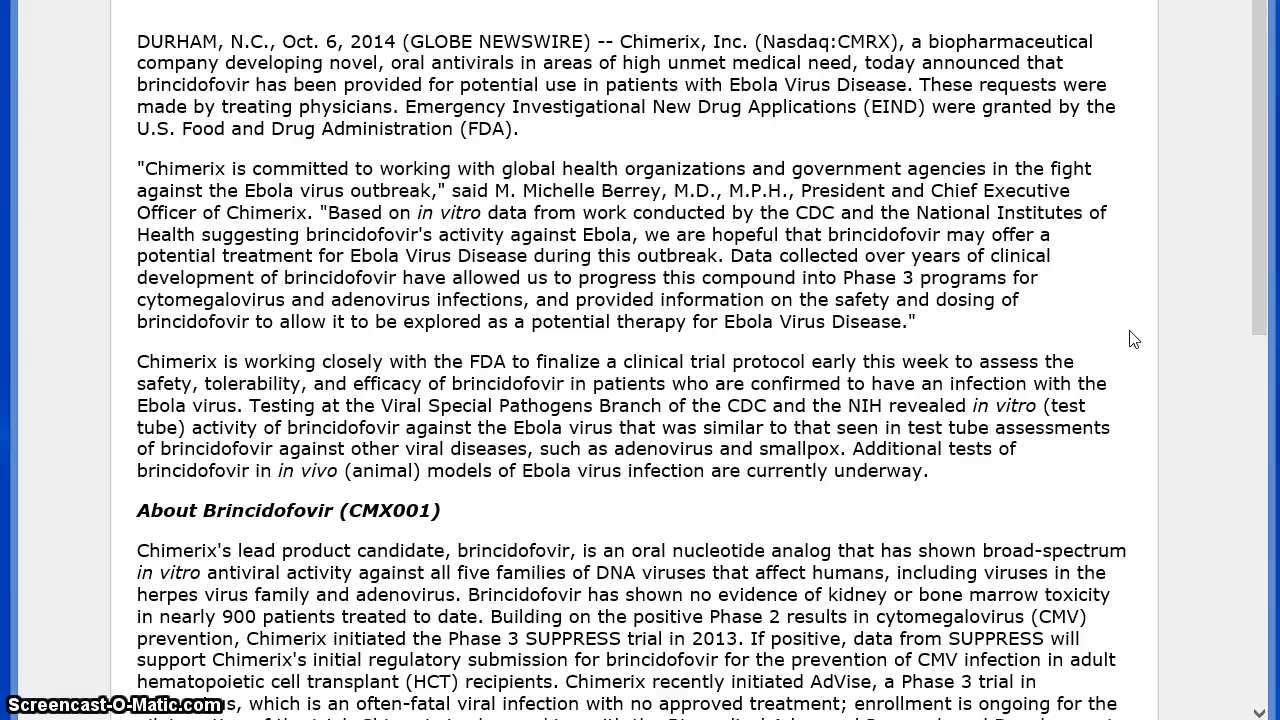 DURHAM, N.C., Oct. 6, 2014 (GLOBE NEWSWIRE) -- Chimerix, Inc. (Nasdaq:CMRX), a biopharmaceutical
company developing novel, oral antivirals in areas of high unmet medical need, today announced that
brincidofovir has been provided for potential use in patients with Ebola Virus Disease. These requests were
made by treating physicians. Emergency Investigational New Drug Applications (EIND) were granted by the
U.S. Food and Drug Administration (FDA).
"Chimerix is committed to working with global health organizations and government agencies in the fight
against the Ebola virus outbreak," said M. Michelle Berrey, M.D., M.P.H., President and Chief Executive
Officer of Chimerix. "Based on in vitro data from work conducted by the CDC and the National Institutes of
Health suggesting brincidofovir's activity against Ebola, we are hopeful that brincidofovir may offer a
potential treatment for Ebola Virus Disease during this outbreak. Data collected over years of clinical
development of brincidofovir have allowed us to progress this compound into Phase 3 programs for
cytomegalovirus and adenovirus infections, and provided information on the safety and dosing of
brincidofovir to allow it to be explored as a potential therapy for Ebola Virus Disease."
Chimerix is working closely with the FDA to finalize a clinical trial protocol early this week to assess the
safety, tolerability, and efficacy of brincidofovir in patients who are confirmed to have an infection with the
Ebola virus. Testing at the Viral Special Pathogens Branch of the CDC and the NIH revealed in vitro (test
tube) activity of brincidofovir against the Ebola virus that was similar to that seen in test tube assessments
of brincidofovir against other viral diseases, such as adenovirus and smallpox. Additional tests of
brincidofovir in in vivo (animal) models of Ebola virus infection are currently underway.
About Brincidofovir (CMX001)
Chimerix's lead product candidate, brincidofovir, is an oral nucleotide analog that has shown broad-spectrum
in vitro antiviral activity against all five families of DNA viruses that affect humans, including viruses in the
herpes virus family and adenovirus. Brincidofovir has shown no evidence of kidney or bone marrow toxicity
in nearly 900 patients treated to date. Building on the positive Phase 2 results in cytomegalovirus (CMV)
prevention, Chimerix initiated the Phase 3 SUPPRESS trial in 2013. If positive, data from SUPPRESS will
support Chimerix's initial regulatory submission for brincidofovir for the prevention of CMV infection in adult
hematopoietic cell transplant (HCT) recipients. Chimerix recently initiated AdVise, a Phase 3 trial in
which is an often-fatal viral infection with no approved treatment; enrollment is ongoing for the
Screencast-O-Matic.com